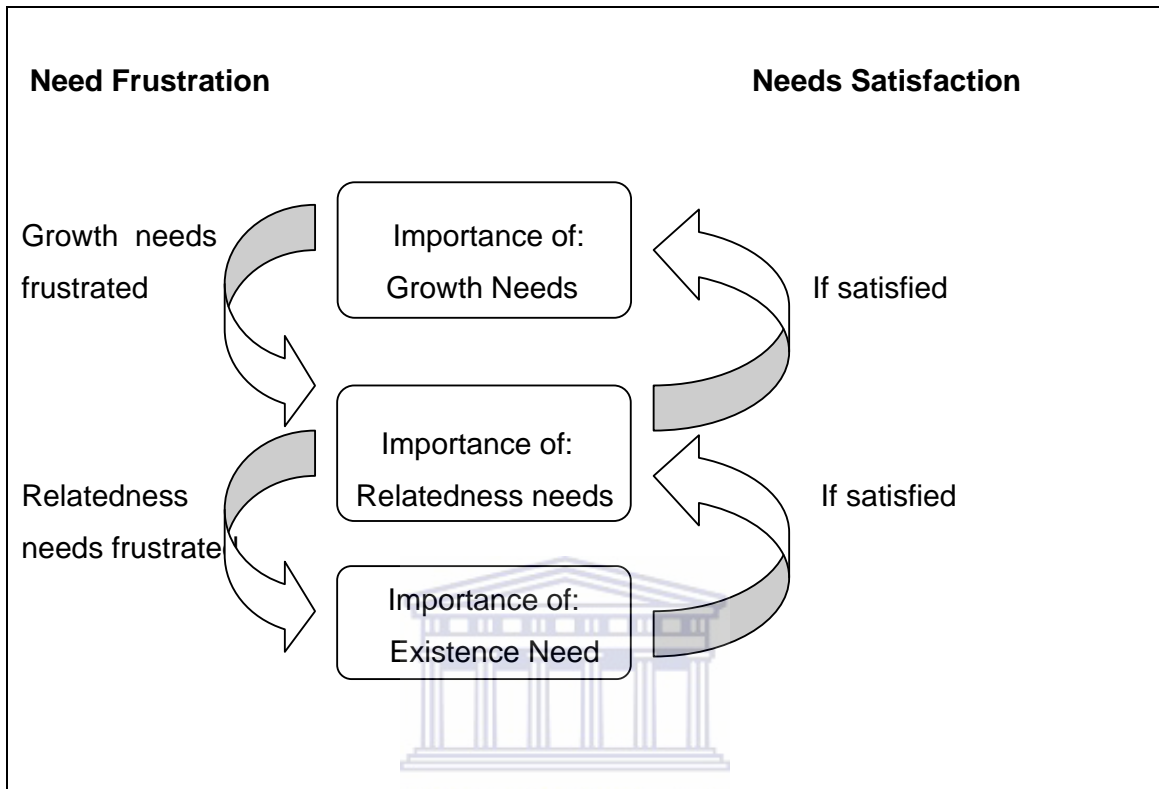 Need Frustration
Needs Satisfaction
Growth needs
frustrated
Importance of:
Growth Needs
If satisfied
Relatedness
needs frustrated
Importance of:
Relatedness needs
If satisfied
Importance of:
Existence Need